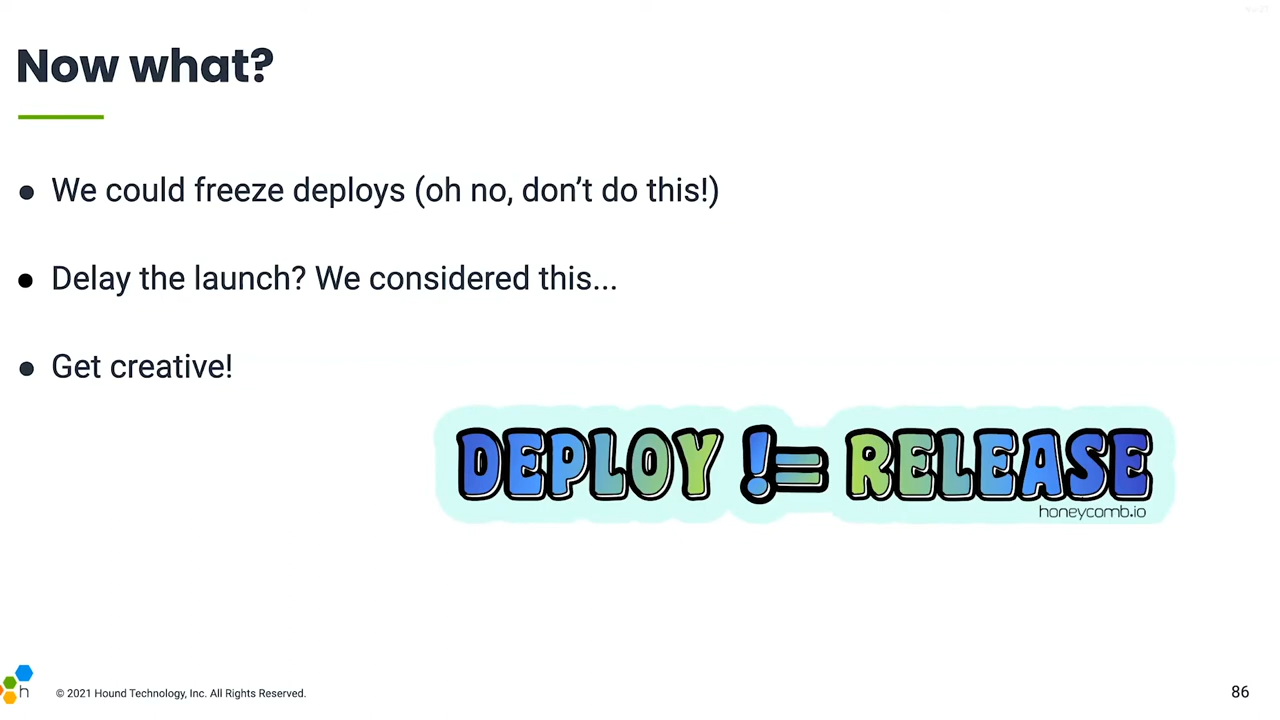 Now what?
● We could freeze deploys (oh no, don’t do this!)
● Delay the launch? We considered this...
● Get creative!
DEPLOY != RELEASE
honeycomb.io
h
© 2021 Hound Technology, Inc. All Rights Reserved.
86